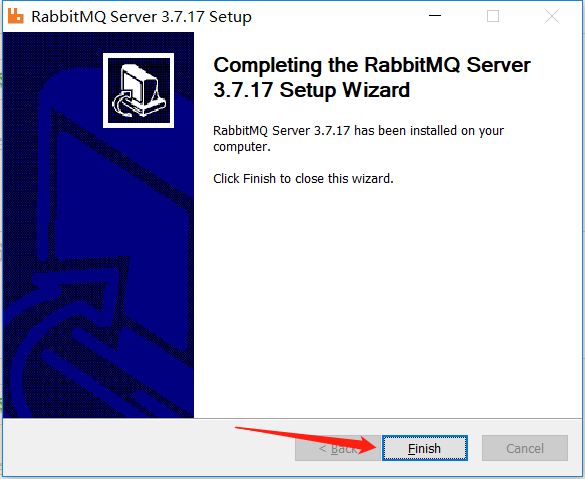 RabbitMQ Server 3.7.17 Setup
Completing the RabbitMQ Server
3.7.17 Setup Wizard
RabbitMQ Server 3.7.17 has been installed on your
computer.
Click Finish to close this wizard.
< Back
Finish
Cancel